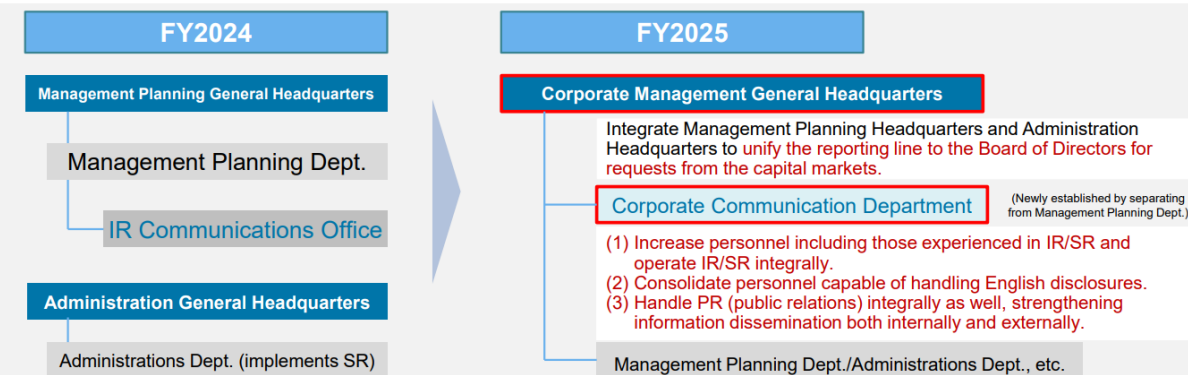 FY2024
Management Planning General Headquarters
Management Planning Dept.
IR Communications Office
Administration General Headquarters
Administrations Dept. (implements SR)
FY2025
Corporate Management General Headquarters
Integrate Management Planning Headquarters and Administration
Headquarters to unify the reporting line to the Board of Directors for
requests from the capital markets.
Corporate Communication Department
(Newly established by separating
from Management Planning Dept.)
(1) Increase personnel including those experienced in IR/SR and
operate IR/SR integrally.
(2) Consolidate personnel capable of handling English disclosures.
(3) Handle PR (public relations) integrally as well, strengthening
information dissemination both internally and externally.
Management Planning Dept./Administrations Dept., etc.